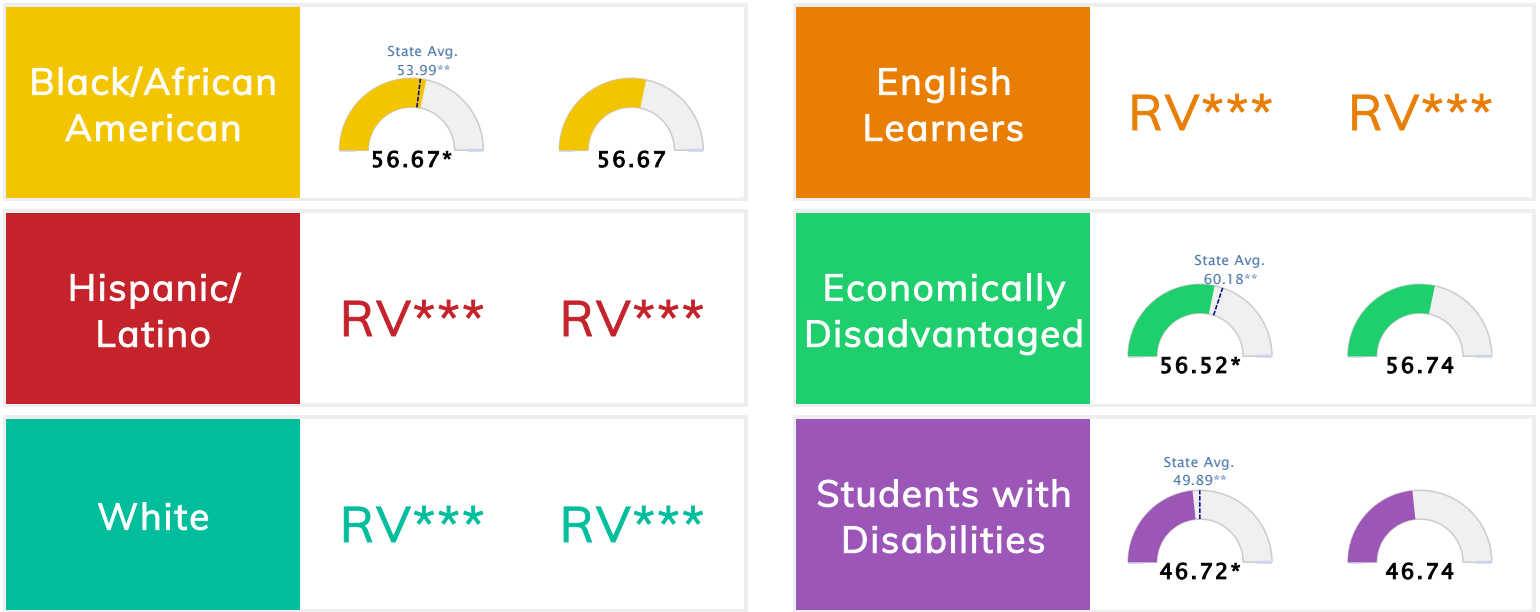 Black/African
American
State Avg.
53.99**
56.67*
56.67
English
Learners
RV***
RV***
Hispanic/
Latino
RV***
RV***
Economically
Disadvantaged
State Avg.
60.18**
56.52*
56.74
White
RV***
RV***
Students with
Disabilities
State Avg.
49.89**
46.72*
46.74